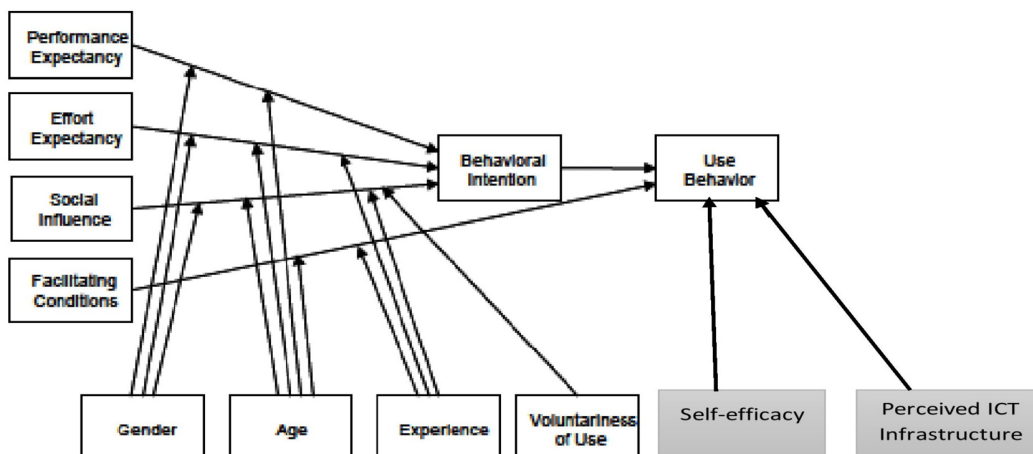 Performance
Expectancy
Effort
Expectancy
Behavioral
Intention
Use
Behavior
Social
Influence
Facilitating
Conditions
Gender
Age
Experience
Voluntariness
of Use
Self-efficacy
Perceived ICT
Infrastructure